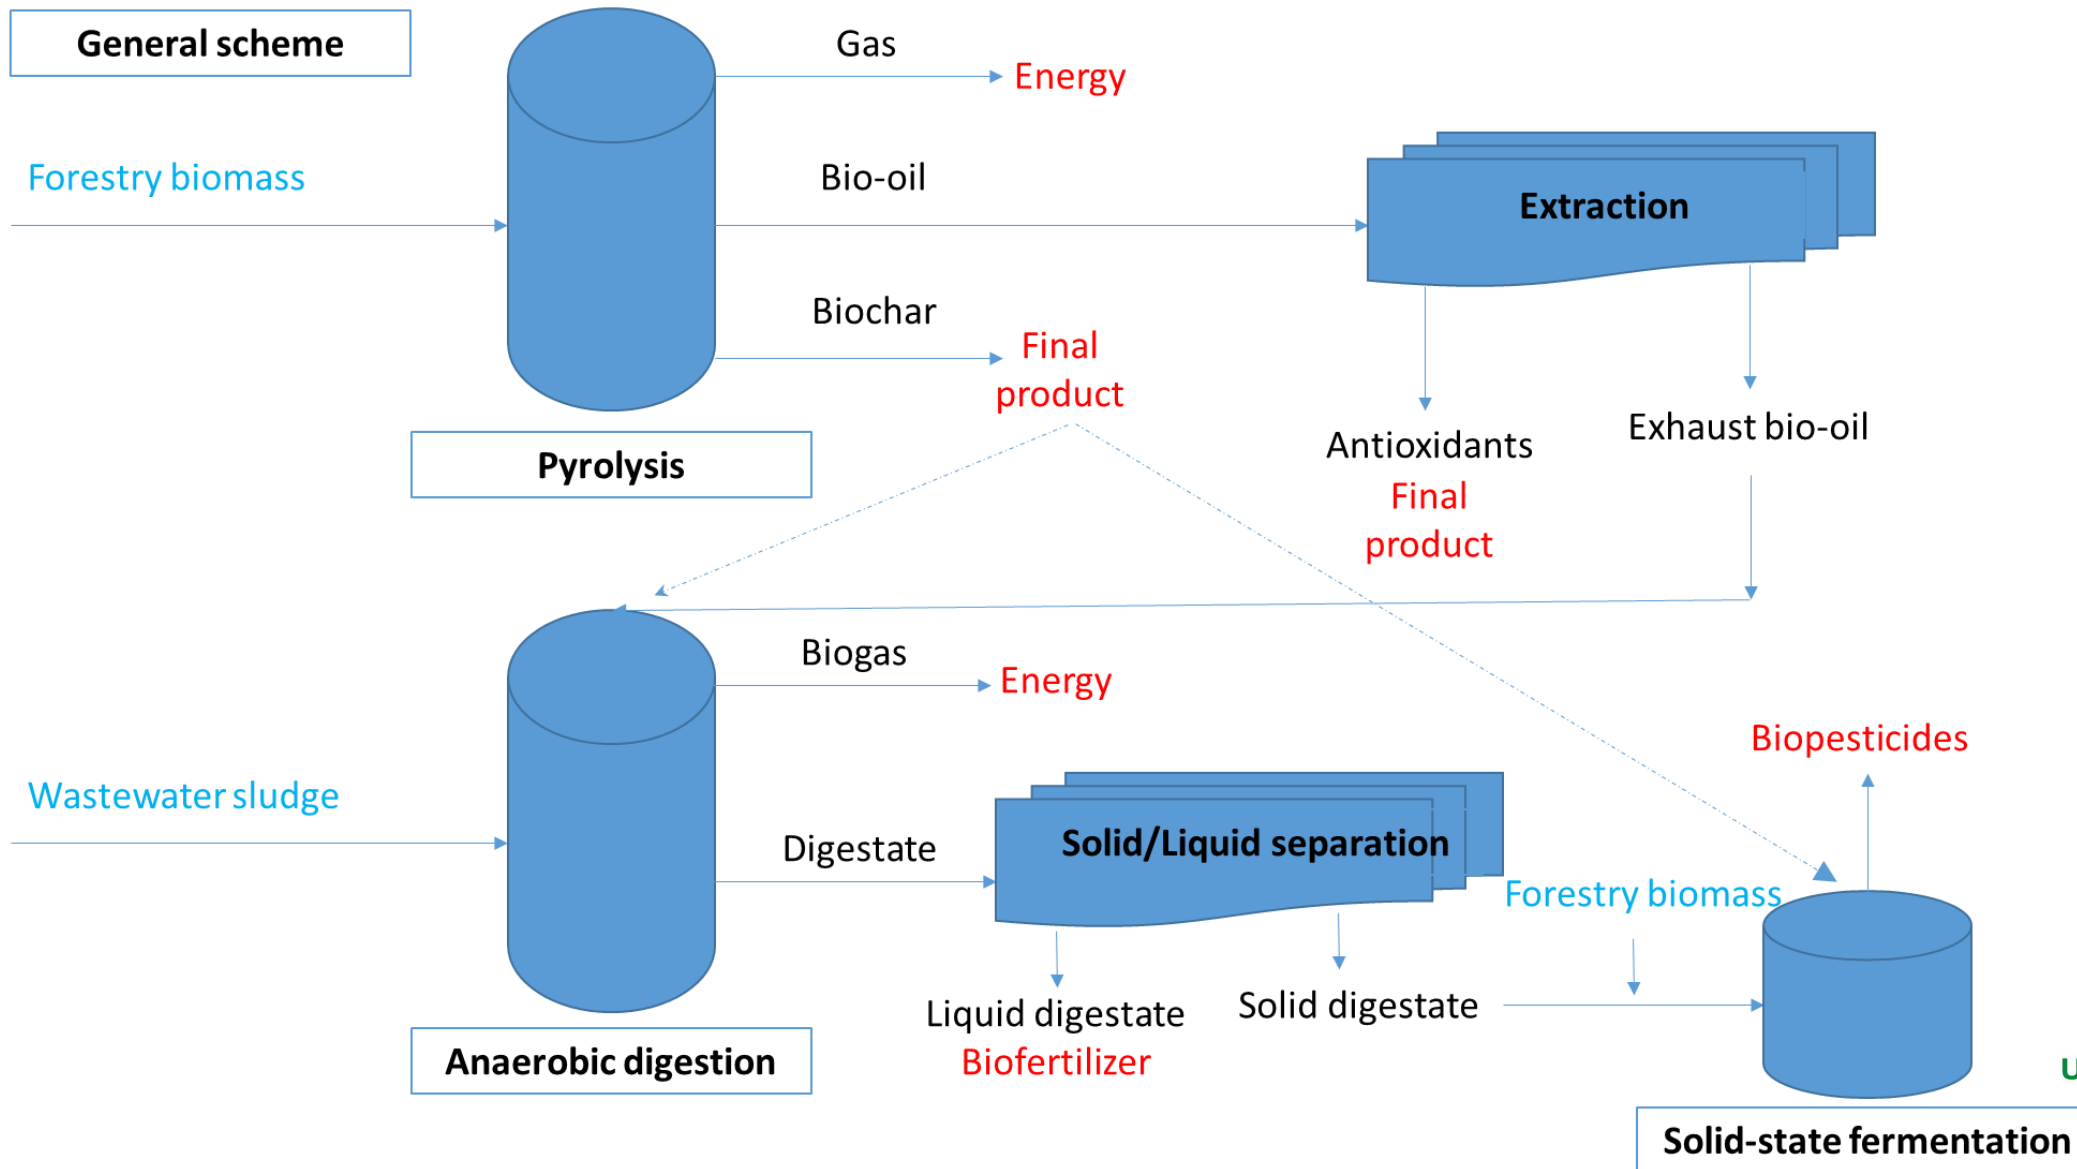 General scheme
Gas
Energy
Forestry biomass
Bio-oil
Extraction
Biochar
Final
product
Antioxidants
Final
product
Exhaust bio-oil
Pyrolysis
Biogas
Energy
Biopesticides
Wastewater sludge
Digestate
Solid/Liquid separation
Forestry biomass
Liquid digestate
Biofertilizer
Solid digestate
Anaerobic digestion
Solid-state fermentation